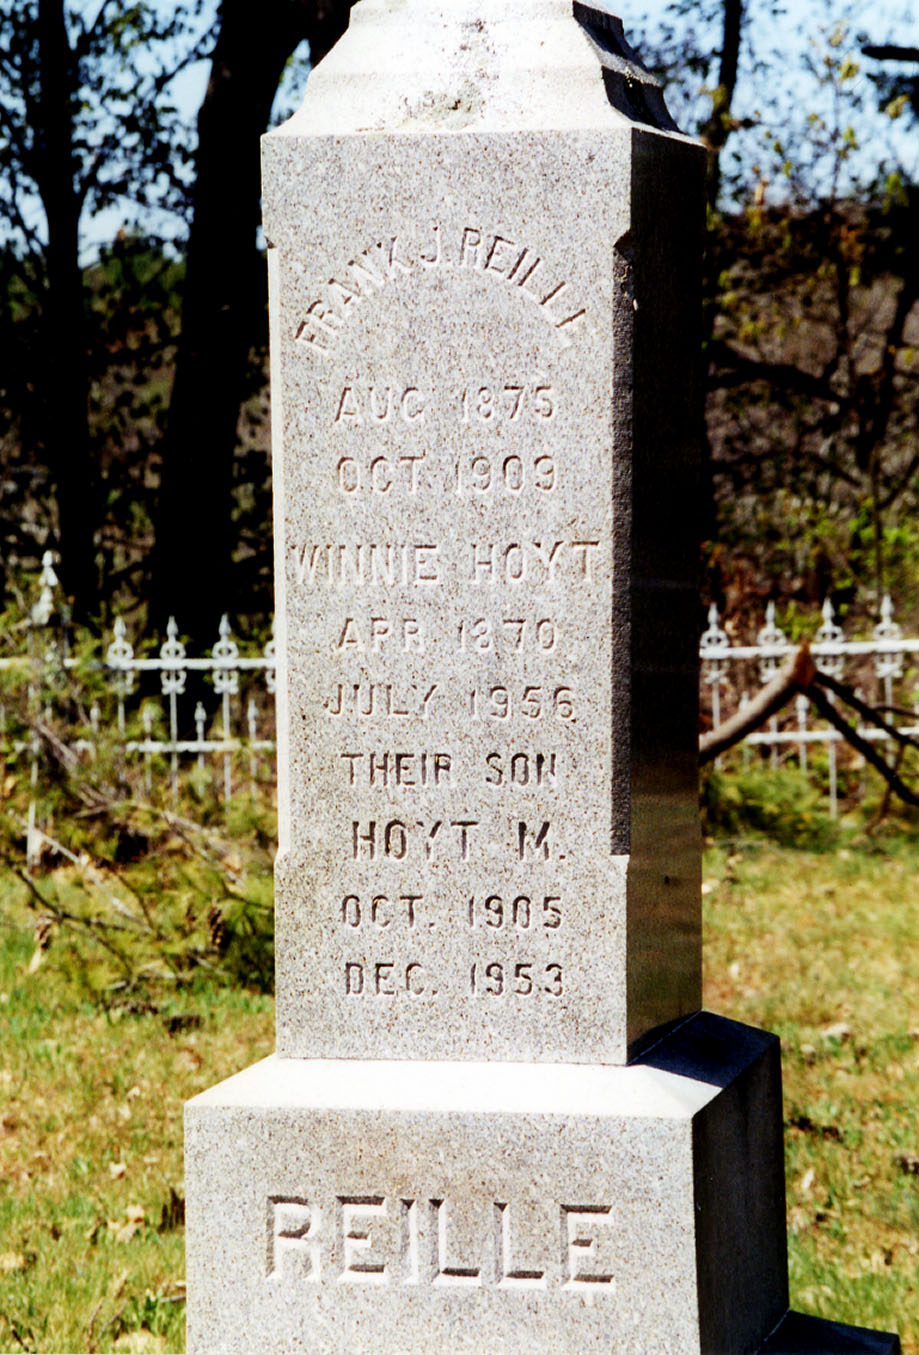 FRANK J. REILLE
AUG 1875
OCT. 1909
WINNIE HOYT
APR 1870
JULY 1956
THEIR SON
HOYT M.
OCT. 1905
DEC. 1953
REILLE